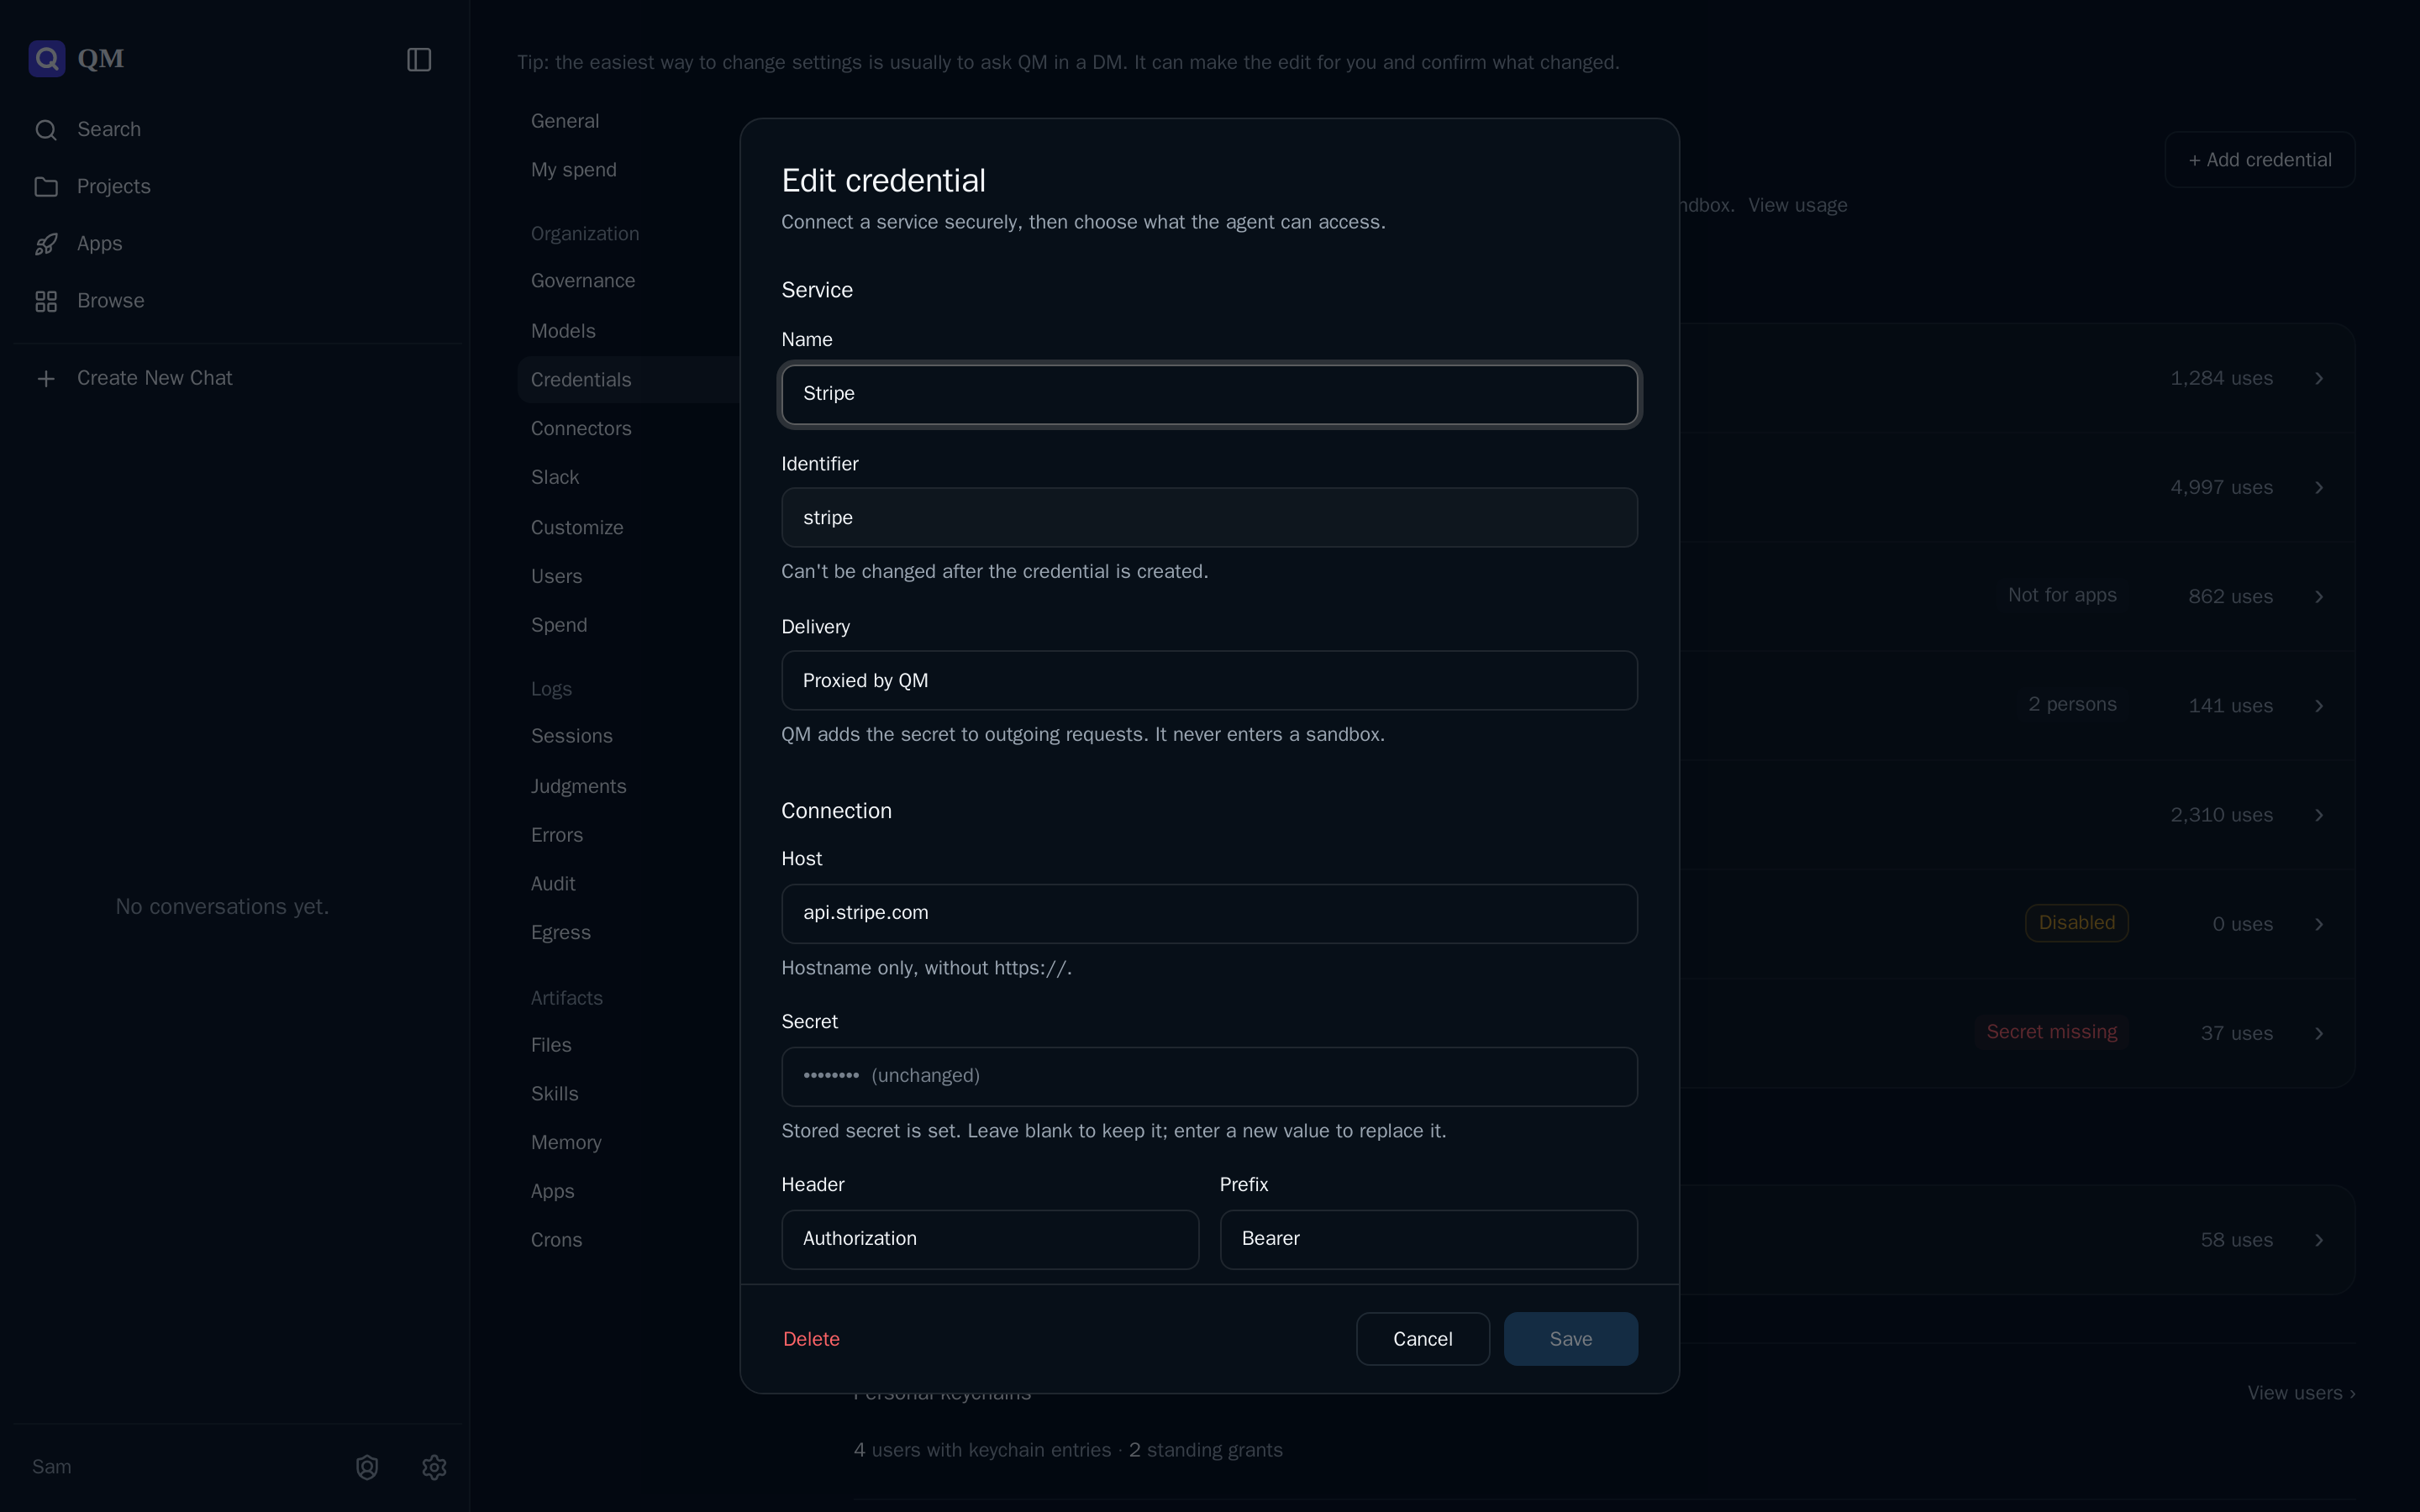 QM
Search
Projects
Apps
Browse
Create New Chat
No conversations yet.
Sam
Tip: the easiest way to change settings is usually to ask QM in a DM. It can make the edit for you and confirm what changed.
General
My spend
Organization
Governance
Models
Credentials
Connectors
Slack
Customize
Users
Spend
Logs
Sessions
Judgments
Errors
Audit
Egress
Artifacts
Files
Skills
Memory
Apps
Crons
+ Add credential
View usage
1,284 uses
4,997 uses
Not for apps 862 uses
2 persons 141 uses
2,310 uses
Disabled 0 uses
Secret missing 37 uses
58 uses
Edit credential
Connect a service securely, then choose what the agent can access.
Service
Name
Stripe
Identifier
stripe
Can't be changed after the credential is created.
Delivery
Proxied by QM
QM adds the secret to outgoing requests. It never enters a sandbox.
Connection
Host
api.stripe.com
Hostname only, without https://.
Secret
•••••••• (unchanged)
Stored secret is set. Leave blank to keep it; enter a new value to replace it.
Header Prefix
Authorization Bearer
Delete Cancel Save
Personal keychains View users ›
4 users with keychain entries · 2 standing grants